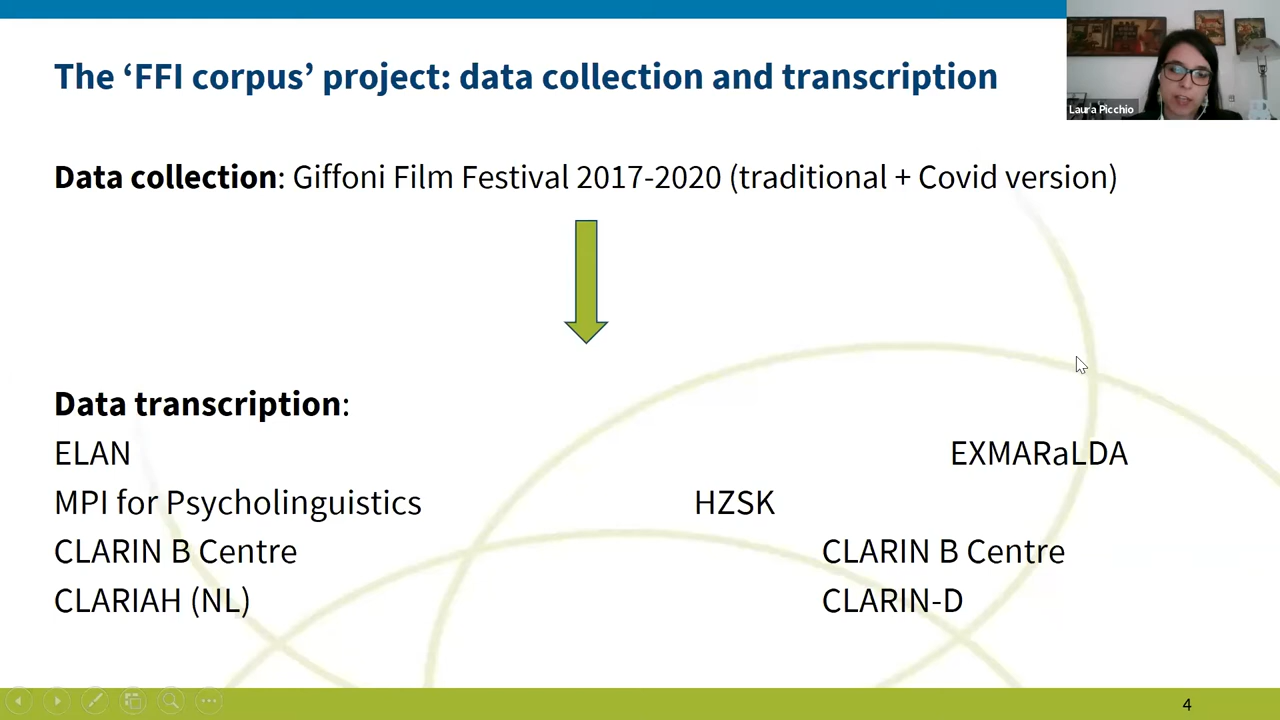 The ‘FFI corpus’ project: data collection and transcription
Laura Picchio
Data collection: Giffoni Film Festival 2017-2020 (traditional + Covid version)
Data transcription:
ELAN EXMARaLDA
MPI for Psycholinguistics HZSK
CLARIN B Centre CLARIN B Centre
CLARIAH (NL) CLARIN-D
4